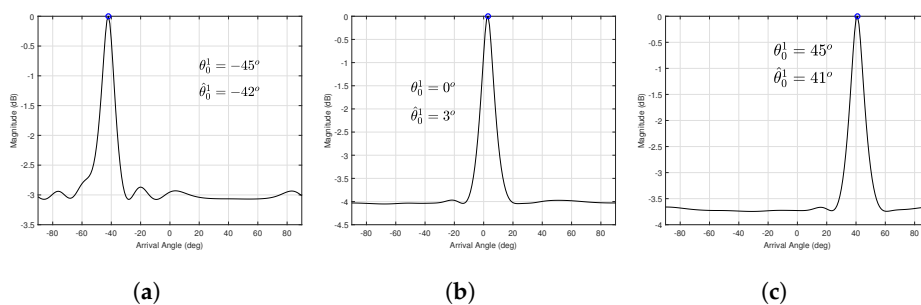 0
-0.5
-1
-1.5
-2
-2.5
-3
-3.5
Magnitude (dB)
-80 -60 -40 -20 0 20 40 60 80
Arrival Angle (deg)
θ₀¹ = −45ᵒ
θ̂₀¹ = −42ᵒ
(a)
0
-0.5
-1
-1.5
-2
-2.5
-3
-3.5
-4
-4.5
Magnitude (dB)
-80 -60 -40 -20 0 20 40 60 80
Arrival Angle (deg)
θ₀¹ = 0ᵒ
θ̂₀¹ = 3ᵒ
(b)
0
-0.5
-1
-1.5
-2
-2.5
-3
-3.5
-4
Magnitude (dB)
-80 -60 -40 -20 0 20 40 60 80
Arrival Angle (deg)
θ₀¹ = 45ᵒ
θ̂₀¹ = 41ᵒ
(c)